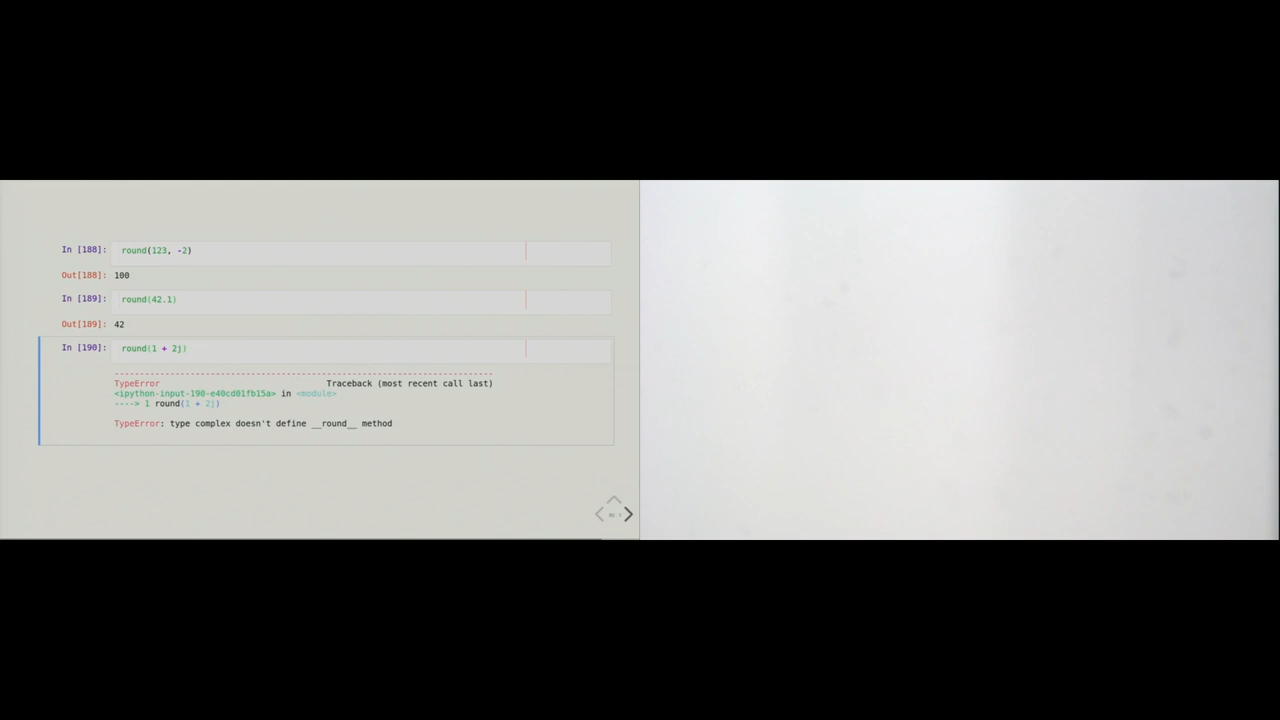 In [188]: round(123, -2)
Out[188]: 100
In [189]: round(42.1)
Out[189]: 42
In [190]: round(1 + 2j)
---------------------------------------------------------------------------
TypeError                                 Traceback (most recent call last)
<ipython-input-190-e40cd01fb15a> in <module>
----> 1 round(1 + 2j)
TypeError: type complex doesn't define __round__ method